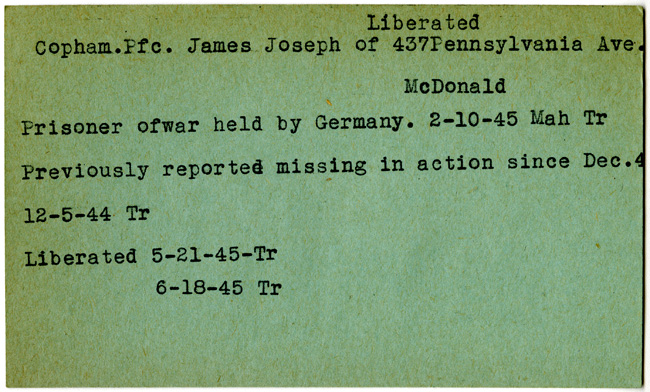 Liberated
Copham.Pfc. James Joseph of 437Pennsylvania Ave.
McDonald
Prisoner ofwar held by Germany. 2-10-45 Mah Tr
Previously reported missing in action since Dec.4
12-5-44 Tr
Liberated 5-21-45-Tr
6-18-45 Tr